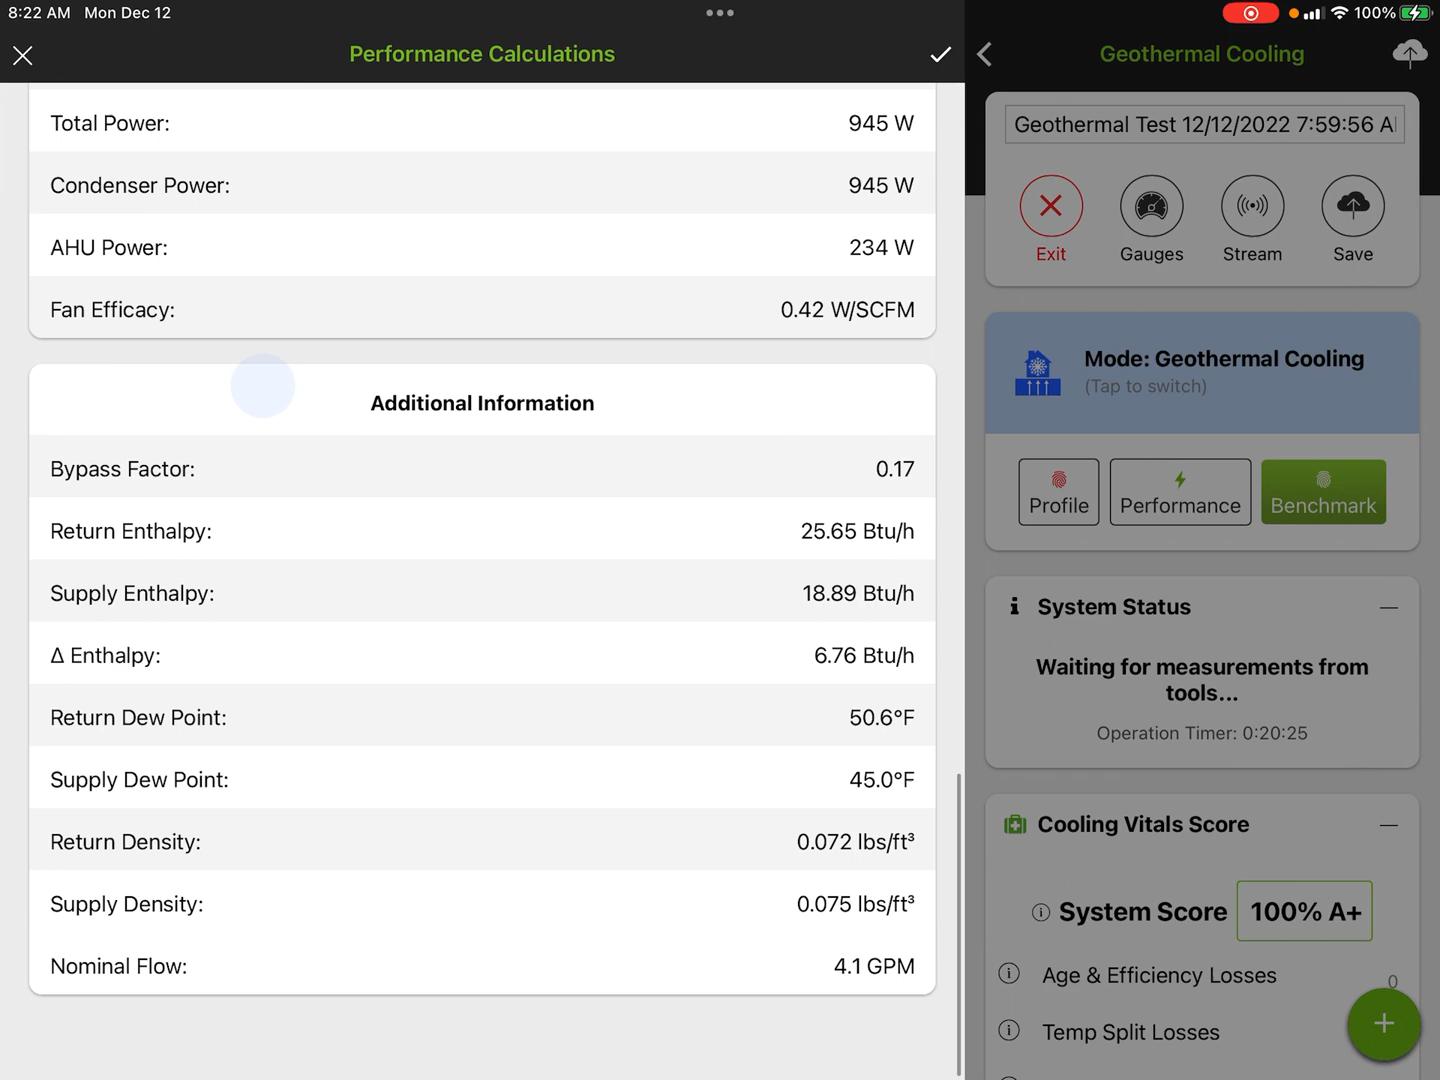 8:22 AM Mon Dec 12
100%
Performance Calculations
Total Power: 945 W
Condenser Power: 945 W
AHU Power: 234 W
Fan Efficacy: 0.42 W/SCFM
Additional Information
Bypass Factor: 0.17
Return Enthalpy: 25.65 Btu/h
Supply Enthalpy: 18.89 Btu/h
Δ Enthalpy: 6.76 Btu/h
Return Dew Point: 50.6°F
Supply Dew Point: 45.0°F
Return Density: 0.072 lbs/ft³
Supply Density: 0.075 lbs/ft³
Nominal Flow: 4.1 GPM
Geothermal Cooling
Geothermal Test 12/12/2022 7:59:56 A
Exit Gauges Stream Save
Mode: Geothermal Cooling
(Tap to switch)
Profile Performance Benchmark
System Status
Waiting for measurements from
tools...
Operation Timer: 0:20:25
Cooling Vitals Score
System Score 100% A+
Age & Efficiency Losses 0
Temp Split Losses